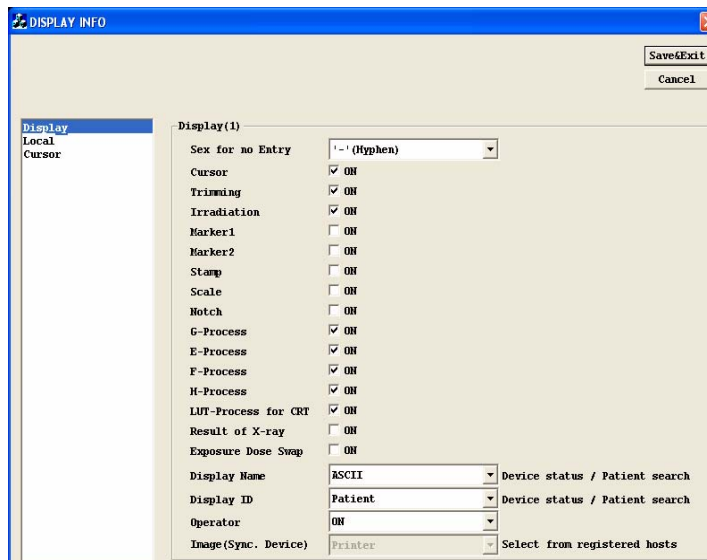 DISPLAY INFO
Save&Exit
Cancel
Display
Local
Cursor
Display(1)
Sex for no Entry '-'(Hyphen)
Cursor ON
Trimming ON
Irradiation ON
Marker1 ON
Marker2 ON
Stamp ON
Scale ON
Notch ON
G-Process ON
E-Process ON
F-Process ON
H-Process ON
LUT-Process for CRT ON
Result of X-ray ON
Exposure Dose Swap ON
Display Name ASCII Device status / Patient search
Display ID Patient Device status / Patient search
Operator ON
Image(Sync. Device) Printer Select from registered hosts